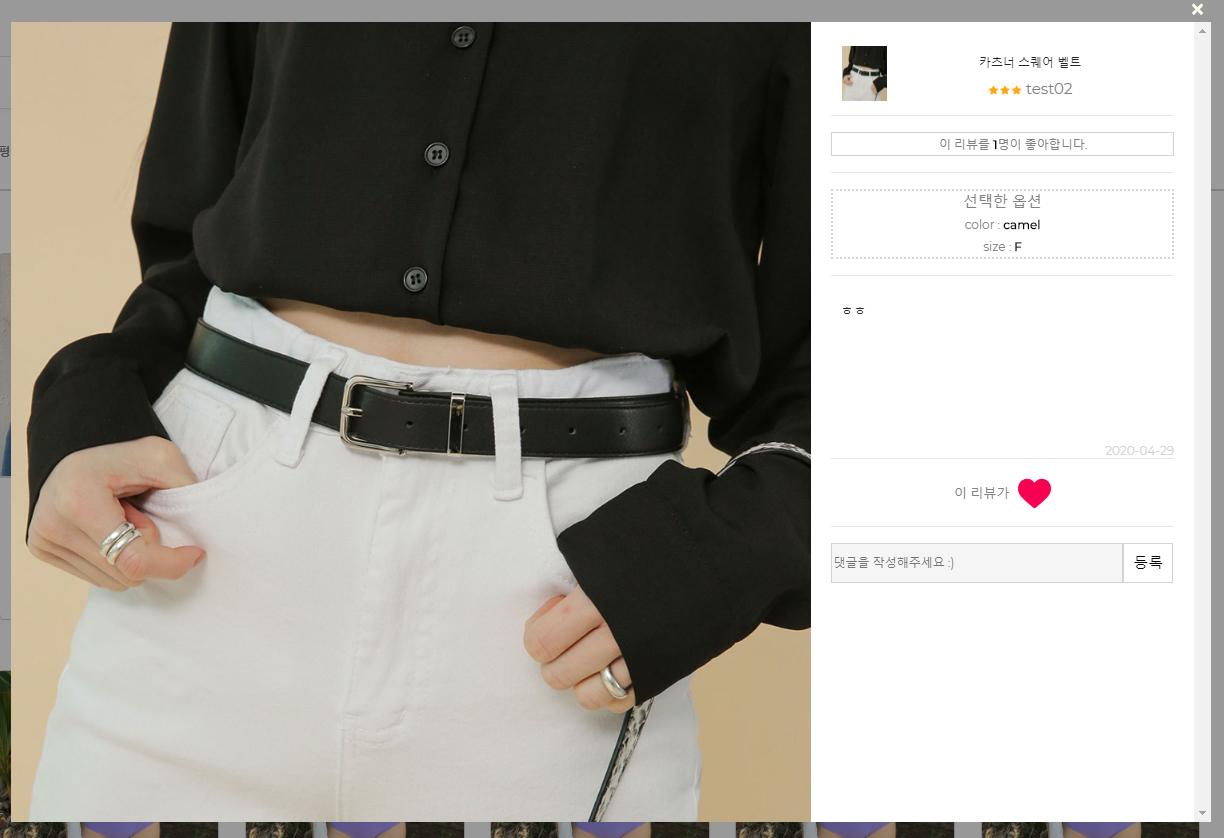 카츠너 스퀘어 벨트
test02
이 리뷰를 1명이 좋아합니다.
선택한 옵션
color : camel
size : F
ㅎㅎ
2020-04-29
이 리뷰가
댓글을 작성해주세요 :)
등록
평